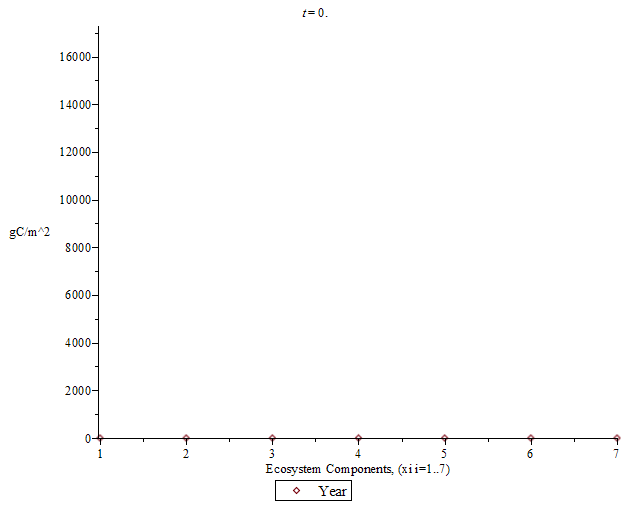 t = 0.
16000
14000
12000
10000
gC/m^2
8000
6000
4000
2000
0
1 2 3 4 5 6 7
Ecosystem Components, (xi i=1..7)
Year